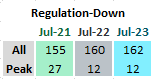 Regulation-Down
Jul-21 Jul-22 Jul-23
All 155 160 162
Peak 27 12 12